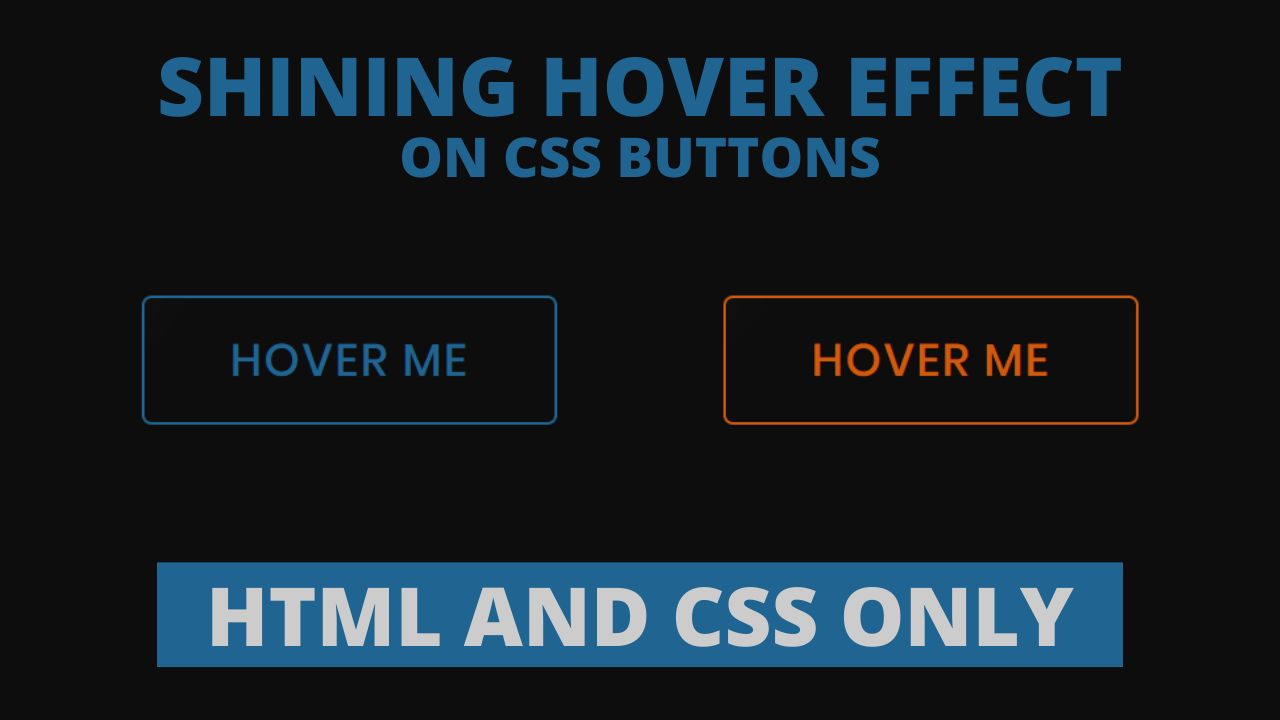 SHINING HOVER EFFECT
ON CSS BUTTONS
HOVER ME
HOVER ME
HTML AND CSS ONLY